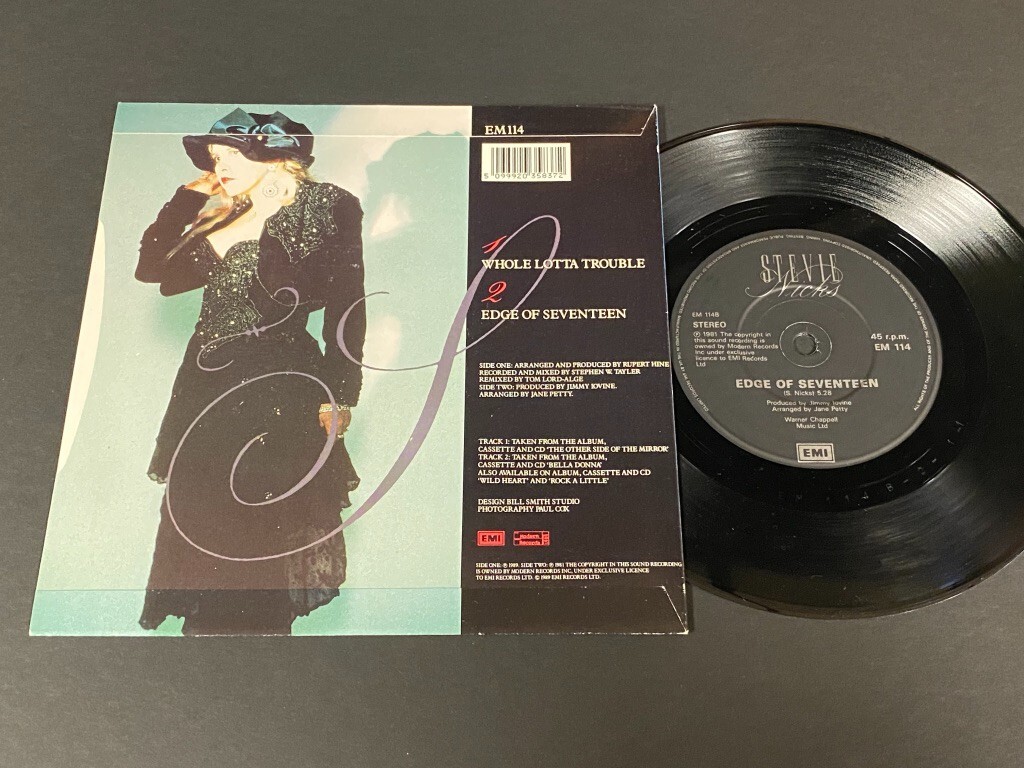 EM 114
5 099920 358372
1
WHOLE LOTTA TROUBLE
2
EDGE OF SEVENTEEN
SIDE ONE: ARRANGED AND PRODUCED BY RUPERT HINE
RECORDED AND MIXED BY STEPHEN W. TAYLER
REMIXED BY TOM LORD-ALGE
SIDE TWO: PRODUCED BY JIMMY IOVINE.
ARRANGED BY JANE PETTY.
TRACK 1: TAKEN FROM THE ALBUM,
CASSETTE AND CD 'THE OTHER SIDE OF THE MIRROR'
TRACK 2: TAKEN FROM THE ALBUM,
CASSETTE AND CD 'BELLA DONNA'
ALSO AVAILABLE ON ALBUM, CASSETTE AND CD
'WILD HEART' AND 'ROCK A LITTLE'
DESIGN BILL SMITH STUDIO
PHOTOGRAPHY PAUL COX
EMI
modern
Records
SIDE ONE: ℗ 1989. SIDE TWO: ℗ 1981 THE COPYRIGHT IN THIS SOUND RECORDING
IS OWNED BY MODERN RECORDS INC. UNDER EXCLUSIVE LICENCE
TO EMI RECORDS LTD. © 1989 EMI RECORDS LTD.
STEVIE
Nicks
EM 114B
STEREO
℗ 1981 The copyright in
this sound recording is
owned by Modern Records
Inc under exclusive
licence to EMI Records
Ltd
45 r.p.m.
EM 114
EDGE OF SEVENTEEN
(S. Nicks) 5.28
Produced by Jimmy Iovine
Arranged by Jane Petty
Warner Chappell
Music Ltd
EMI